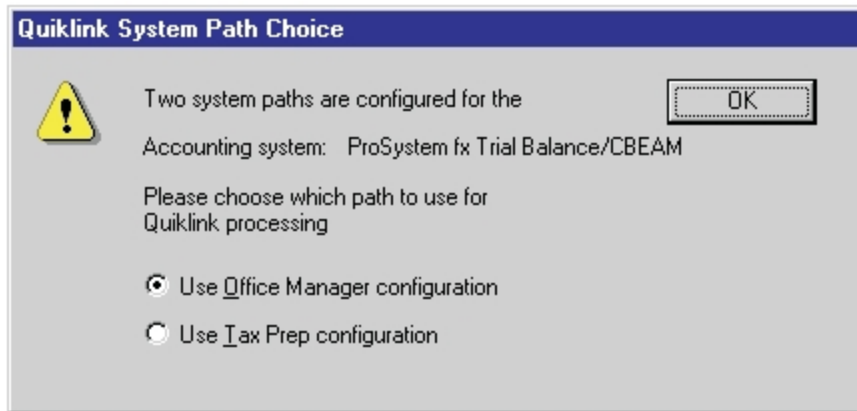 Quiklink System Path Choice
Two system paths are configured for the
OK
Accounting system: ProSystem fx Trial Balance/CBEAM
Please choose which path to use for
Quiklink processing
Use Office Manager configuration
Use Tax Prep configuration